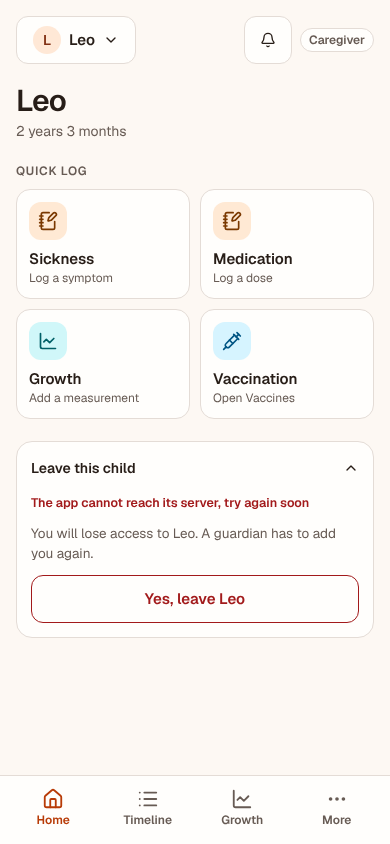 L Leo
Caregiver
Leo
2 years 3 months
QUICK LOG
Sickness
Log a symptom
Medication
Log a dose
Growth
Add a measurement
Vaccination
Open Vaccines
Leave this child
The app cannot reach its server, try again soon
You will lose access to Leo. A guardian has to add
you again.
Yes, leave Leo
Home
Timeline
Growth
More